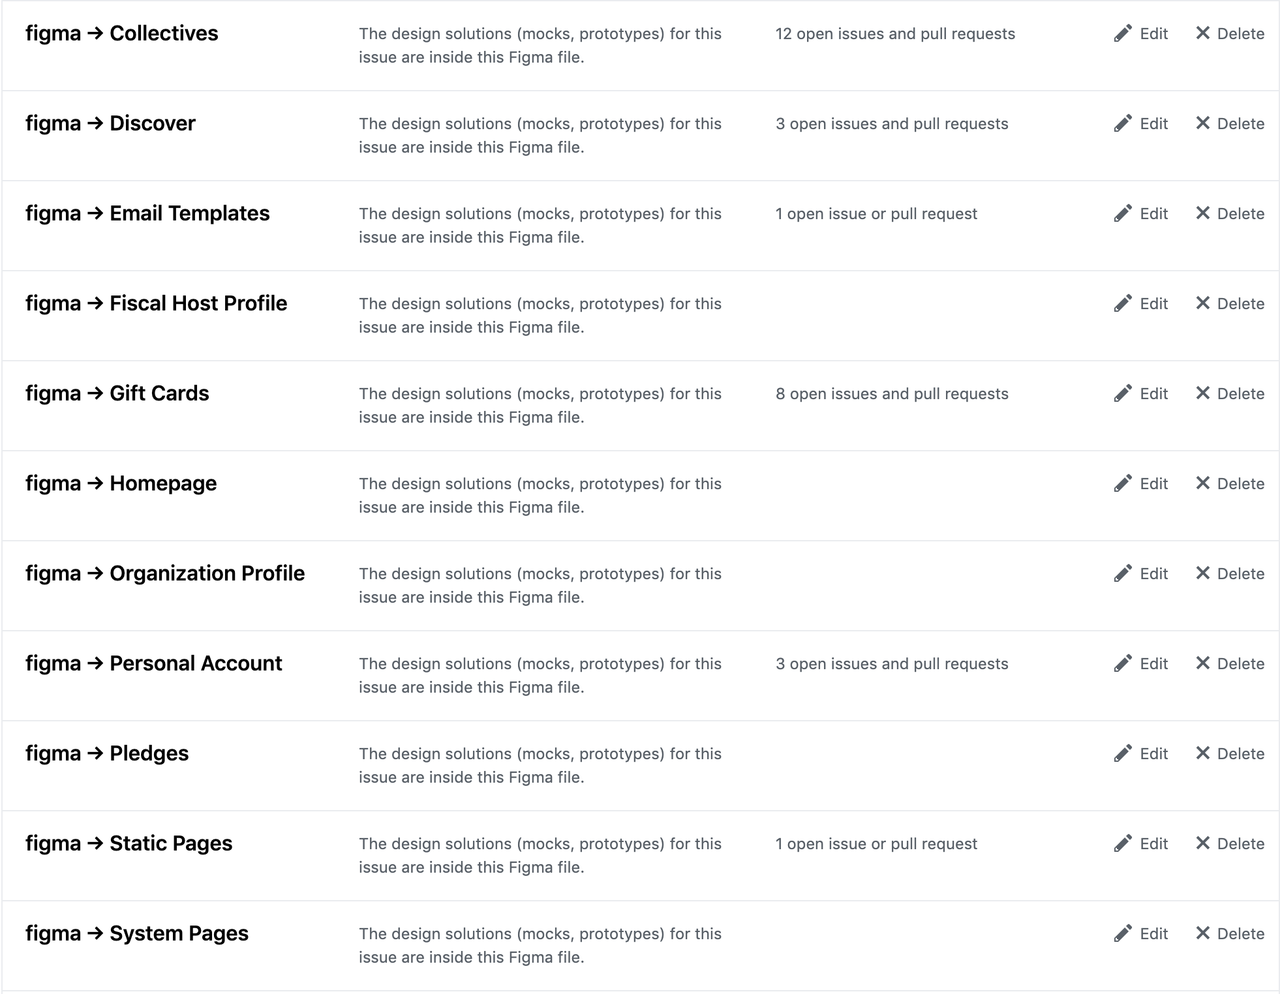 figma → Collectives
The design solutions (mocks, prototypes) for this
issue are inside this Figma file.
12 open issues and pull requests
Edit
Delete
figma → Discover
The design solutions (mocks, prototypes) for this
issue are inside this Figma file.
3 open issues and pull requests
Edit
Delete
figma → Email Templates
The design solutions (mocks, prototypes) for this
issue are inside this Figma file.
1 open issue or pull request
Edit
Delete
figma → Fiscal Host Profile
The design solutions (mocks, prototypes) for this
issue are inside this Figma file.
Edit
Delete
figma → Gift Cards
The design solutions (mocks, prototypes) for this
issue are inside this Figma file.
8 open issues and pull requests
Edit
Delete
figma → Homepage
The design solutions (mocks, prototypes) for this
issue are inside this Figma file.
Edit
Delete
figma → Organization Profile
The design solutions (mocks, prototypes) for this
issue are inside this Figma file.
Edit
Delete
figma → Personal Account
The design solutions (mocks, prototypes) for this
issue are inside this Figma file.
3 open issues and pull requests
Edit
Delete
figma → Pledges
The design solutions (mocks, prototypes) for this
issue are inside this Figma file.
Edit
Delete
figma → Static Pages
The design solutions (mocks, prototypes) for this
issue are inside this Figma file.
1 open issue or pull request
Edit
Delete
figma → System Pages
The design solutions (mocks, prototypes) for this
issue are inside this Figma file.
Edit
Delete